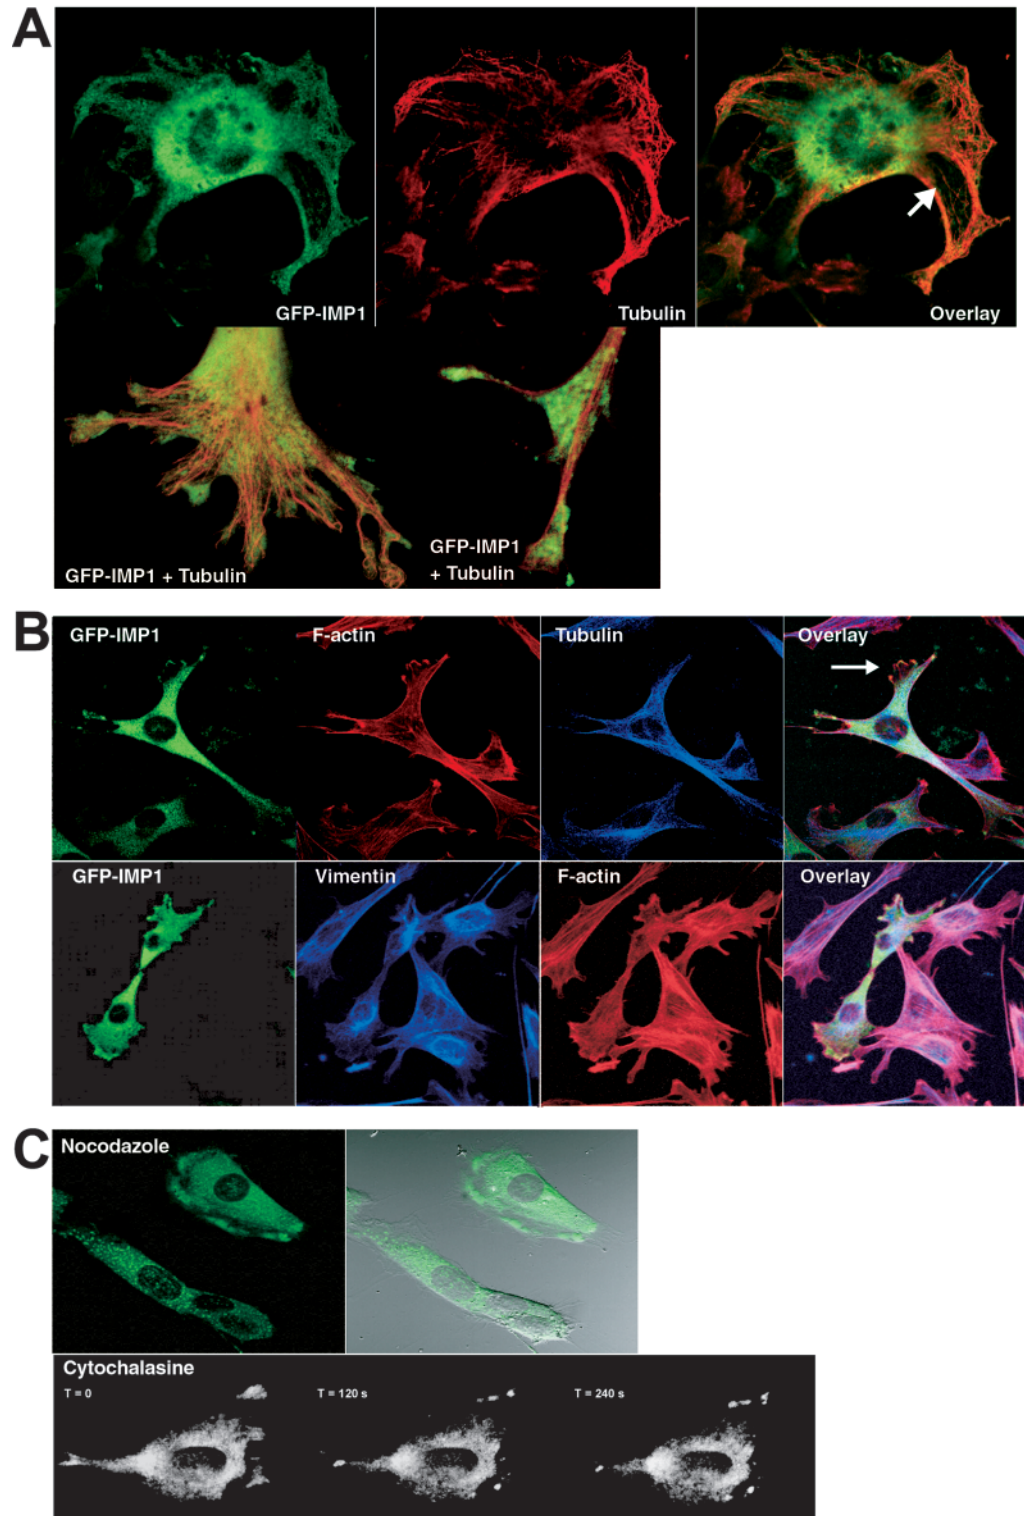 A
GFP-IMP1
Tubulin
Overlay
GFP-IMP1 + Tubulin
GFP-IMP1
+ Tubulin
B
GFP-IMP1
F-actin
Tubulin
Overlay
GFP-IMP1
Vimentin
F-actin
Overlay
C
Nocodazole
Cytochalasine
T = 0
T = 120 s
T = 240 s